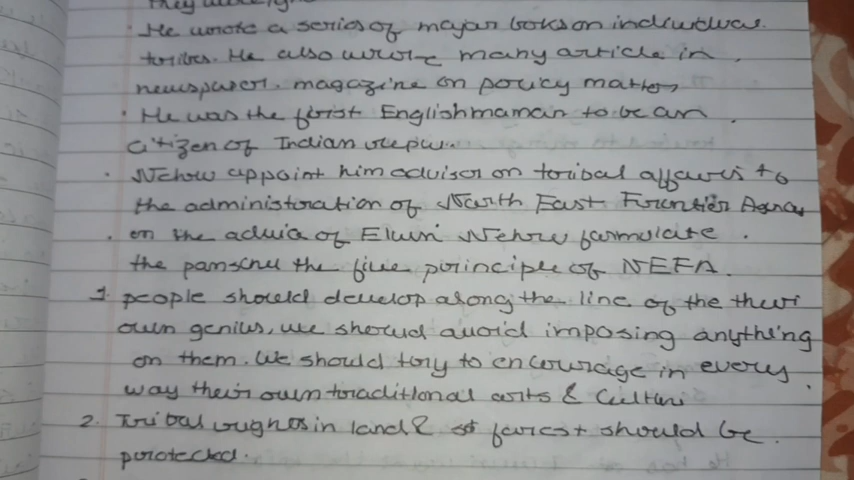 They
· He wrote a series of major books on
tribes. He also wrote many article in
newspaper. magazine on policy matter
· He was the first Englishmaman to be an
citizen of Indian repu..
· Nehru appoint him advisor on tribal affairs to
the administration of North East Frontier Agency
· on the advice of Elwin Nehru formulate
the panscheel the five principle of NEFA.
1. people should develop along the line of the their
own genius, we should avoid imposing anything
on them. We should try to encourage in every
way their own traditional arts & Culture
2. Tribal rights in land & forest should be
protected.